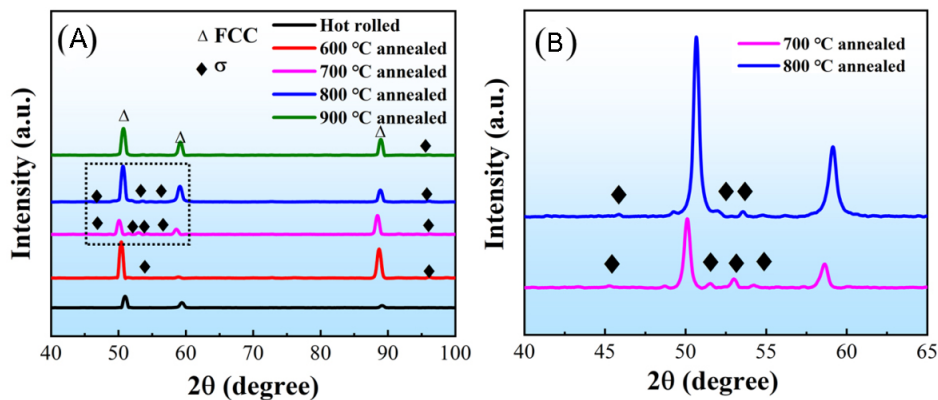 (A)
Δ FCC
◆ σ
Hot rolled
600 °C annealed
700 °C annealed
800 °C annealed
900 °C annealed
Δ Δ Δ
Intensity (a.u.)
40 50 60 70 80 90 100
2θ (degree)
(B)
700 °C annealed
800 °C annealed
Intensity (a.u.)
40 45 50 55 60 65
2θ (degree)